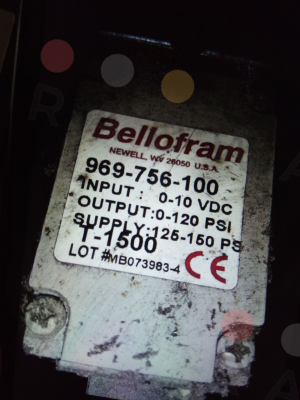 Bellofram
NEWELL, WV 26050 U.S.A.
969-756-100
INPUT: 0-10 VDC
OUTPUT:0-120 PSI
SUPPLY:125-150 PS
T-1500
LOT #MB073983-4 CE